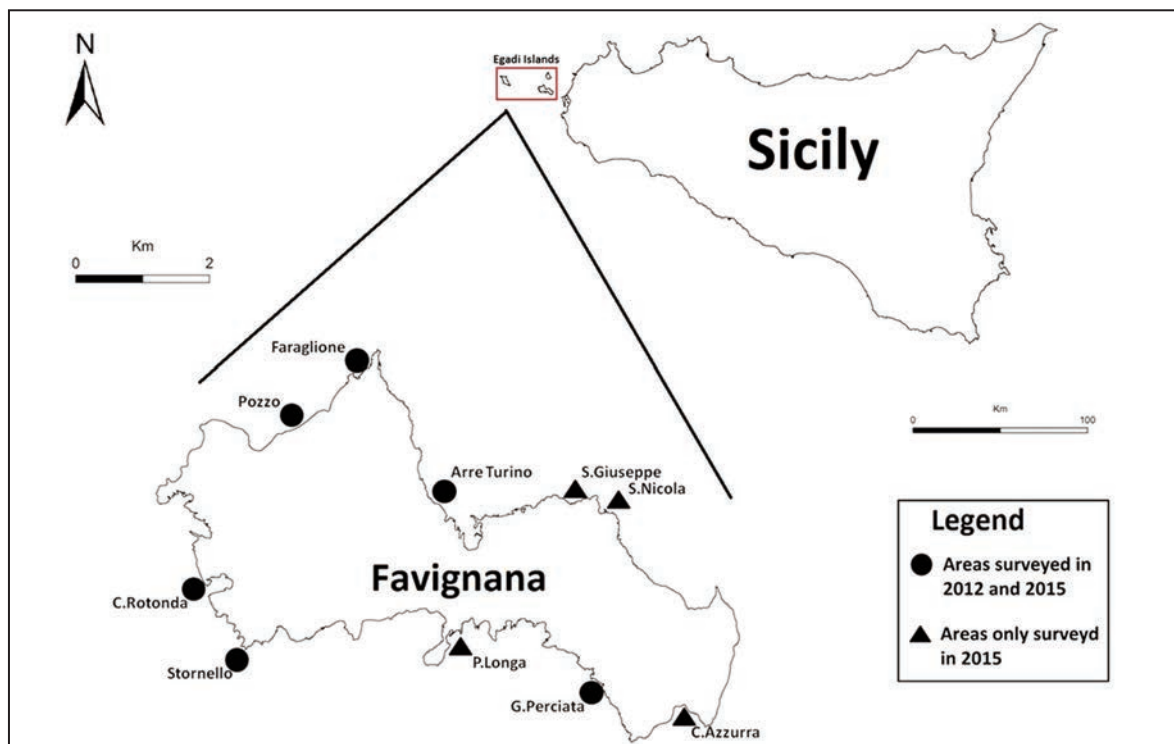 N
Egadi Islands
Sicily
Km
0 2
Faraglione
Pozzo
Arre Turino
S.Giuseppe
S.Nicola
Km
0 100
Favignana
C.Rotonda
Stornello
P.Longa
G.Perciata
C.Azzurra
Legend
Areas surveyed in
2012 and 2015
Areas only surveyd
in 2015